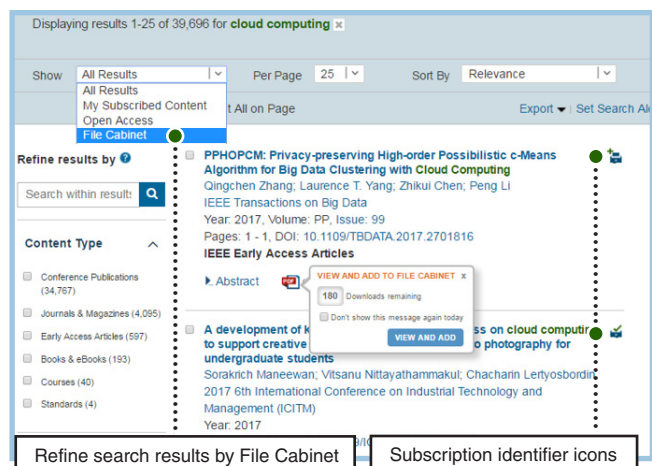 Displaying results 1-25 of 39,696 for cloud computing x
Show All Results Per Page 25 Sort By Relevance
All Results
My Subscribed Content
Open Access
File Cabinet
t All on Page Export | Set Search Al
Refine results by ?
Search within results
Content Type
Conference Publications
(34,767)
Journals & Magazines (4,095)
Early Access Articles (597)
Books & eBooks (193)
Courses (40)
Standards (4)
PPHOPCM: Privacy-preserving High-order Possibilistic c-Means
Algorithm for Big Data Clustering with Cloud Computing
Qingchen Zhang; Laurence T. Yang; Zhikui Chen; Peng Li
IEEE Transactions on Big Data
Year: 2017, Volume: PP, Issue: 99
Pages: 1 - 1, DOI: 10.1109/TBDATA.2017.2701816
IEEE Early Access Articles
Abstract PDF
VIEW AND ADD TO FILE CABINET x
180 Downloads remaining
Don't show this message again today
VIEW AND ADD
A development of k ss on cloud computin
to support creative o photography for
undergraduate students
Sorakrich Maneewan; Vitsanu Nittayathammakul; Chacharin Lertyosbordin
2017 6th International Conference on Industrial Technology and
Management (ICITM)
Year: 2017
Refine search results by File Cabinet
Subscription identifier icons